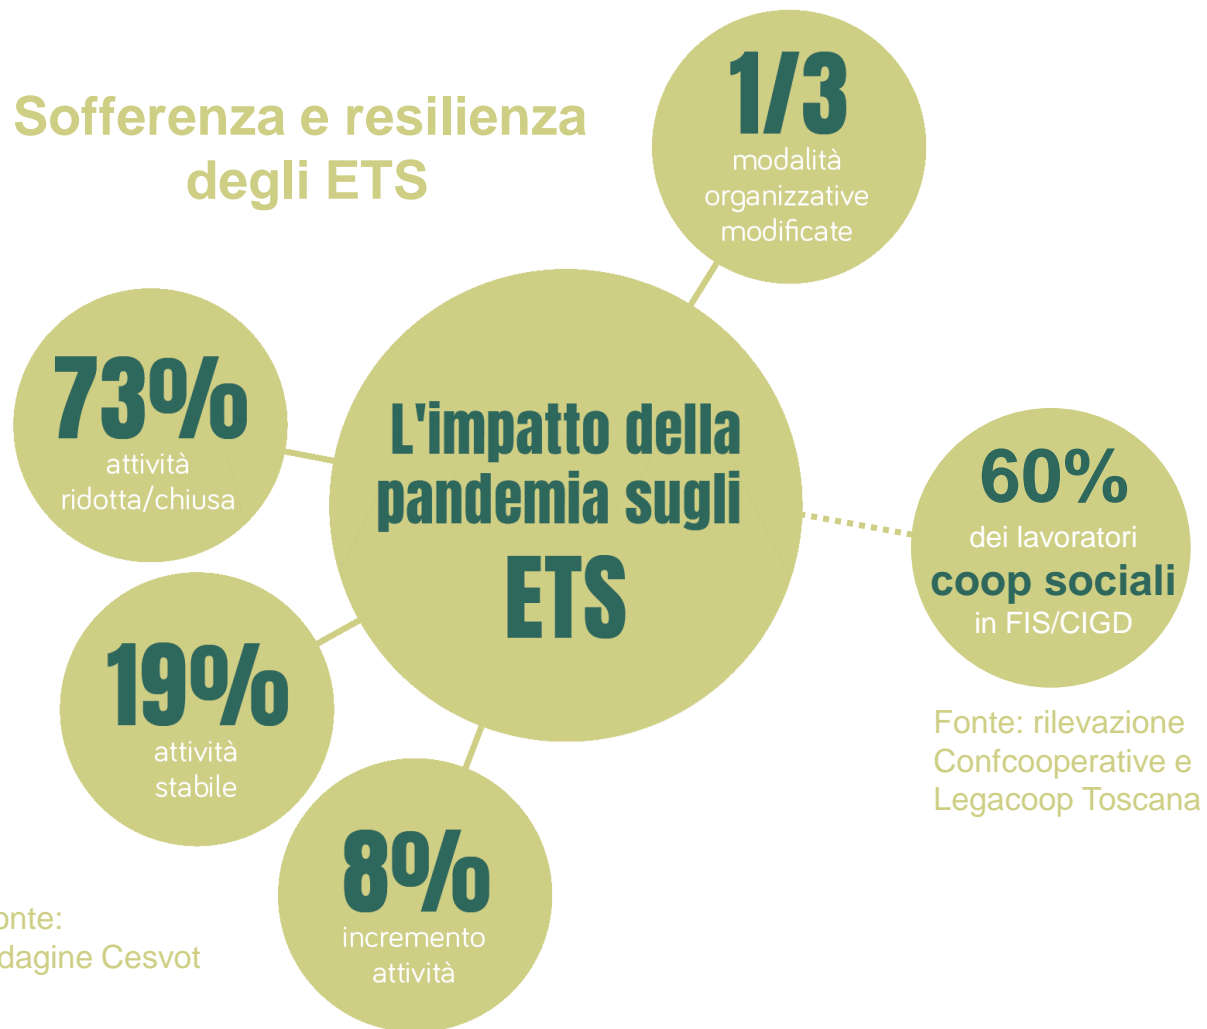 Sofferenza e resilienza
degli ETS
1/3
modalità
organizzative
modificate
73%
attività
ridotta/chiusa
L'impatto della
pandemia sugli
ETS
60%
dei lavoratori
coop sociali
in FIS/CIGD
19%
attività
stabile
Fonte: rilevazione
Confcooperative e
Legacoop Toscana
8%
incremento
attività
onte:
dagine Cesvot